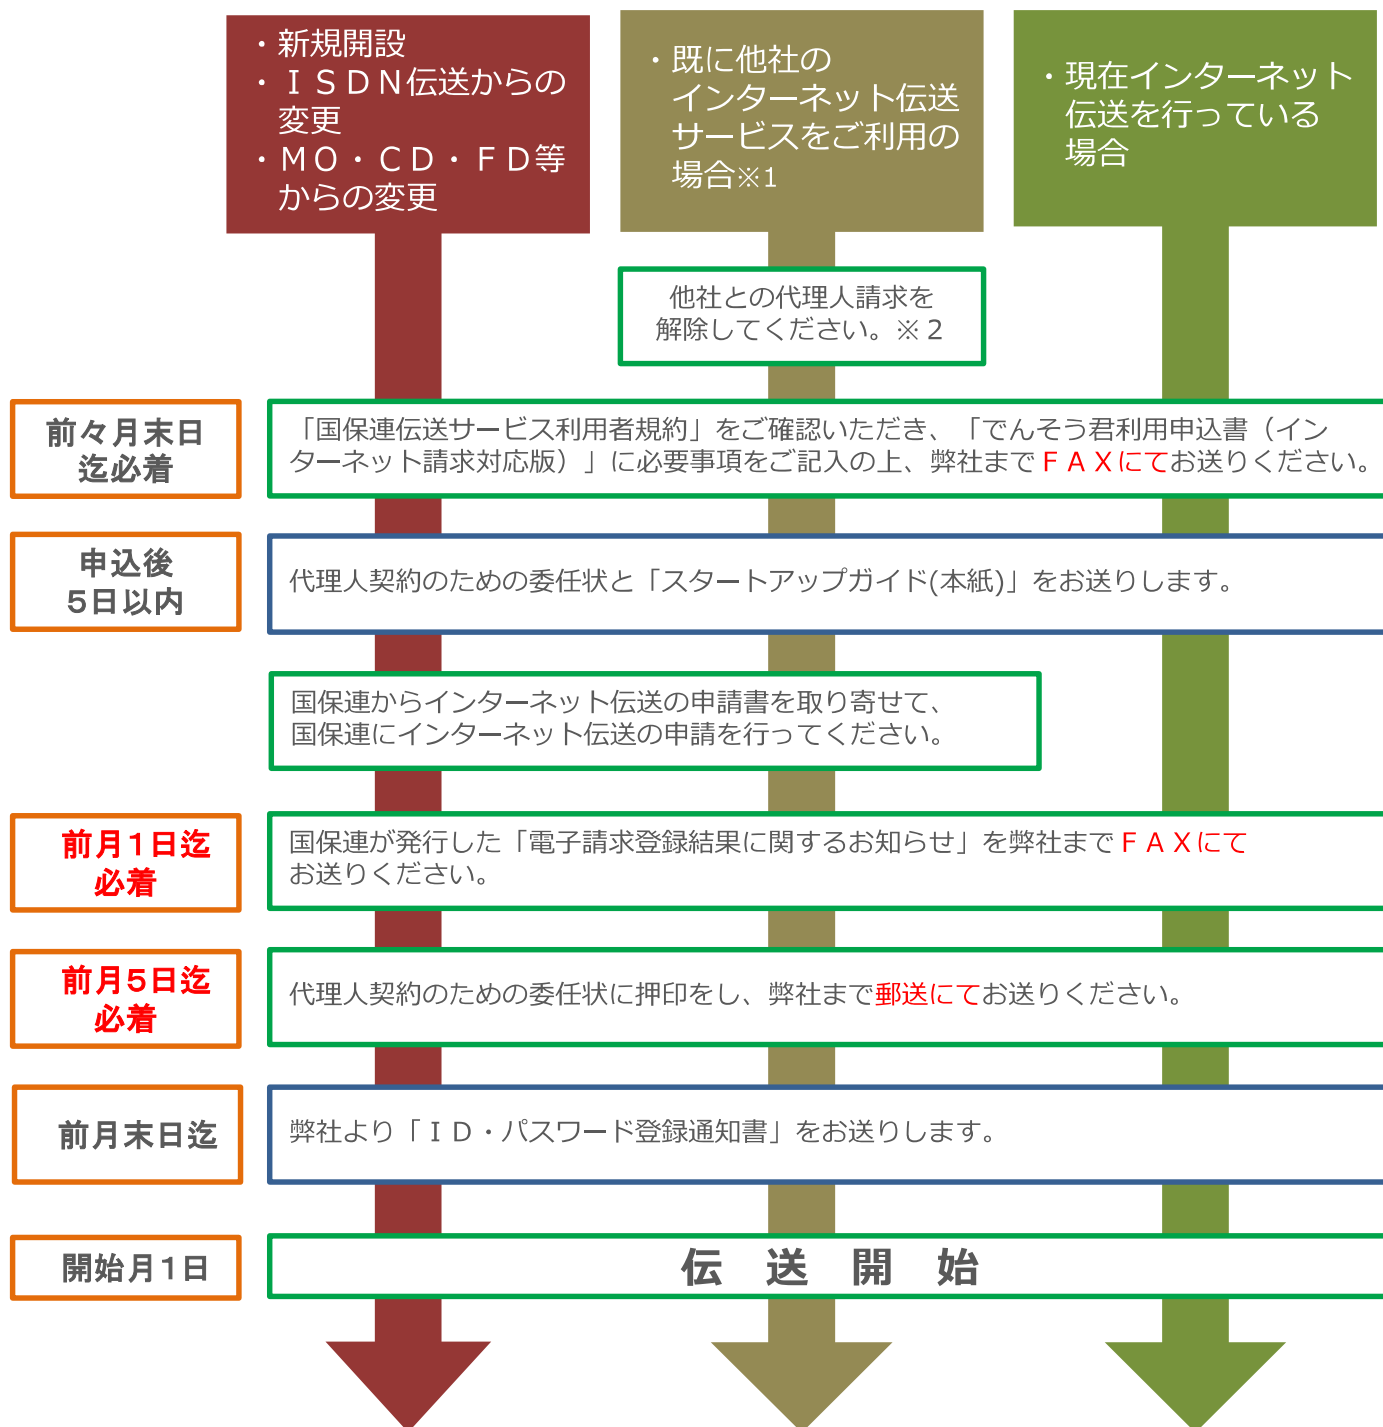 ・新規開設
・ＩＳＤＮ伝送からの
変更
・ＭＯ・ＣＤ・ＦＤ等
からの変更
・既に他社の
インターネット伝送
サービスをご利用の
場合※1
・現在インターネット
伝送を行っている
場合
他社との代理人請求を
解除してください。※２
前々月末日
迄必着
「国保連伝送サービス利用者規約」をご確認いただき、「でんそう君利用申込書（イン
ターネット請求対応版）」に必要事項をご記入の上、弊社までＦＡＸにてお送りください。
申込後
5日以内
代理人契約のための委任状と「スタートアップガイド(本紙)」をお送りします。
国保連からインターネット伝送の申請書を取り寄せて、
国保連にインターネット伝送の申請を行ってください。
前月1日迄
必着
国保連が発行した「電子請求登録結果に関するお知らせ」を弊社までＦＡＸにて
お送りください。
前月5日迄
必着
代理人契約のための委任状に押印をし、弊社まで郵送にてお送りください。
前月末日迄
弊社より「ＩＤ・パスワード登録通知書」をお送りします。
開始月1日
伝　送　開　始